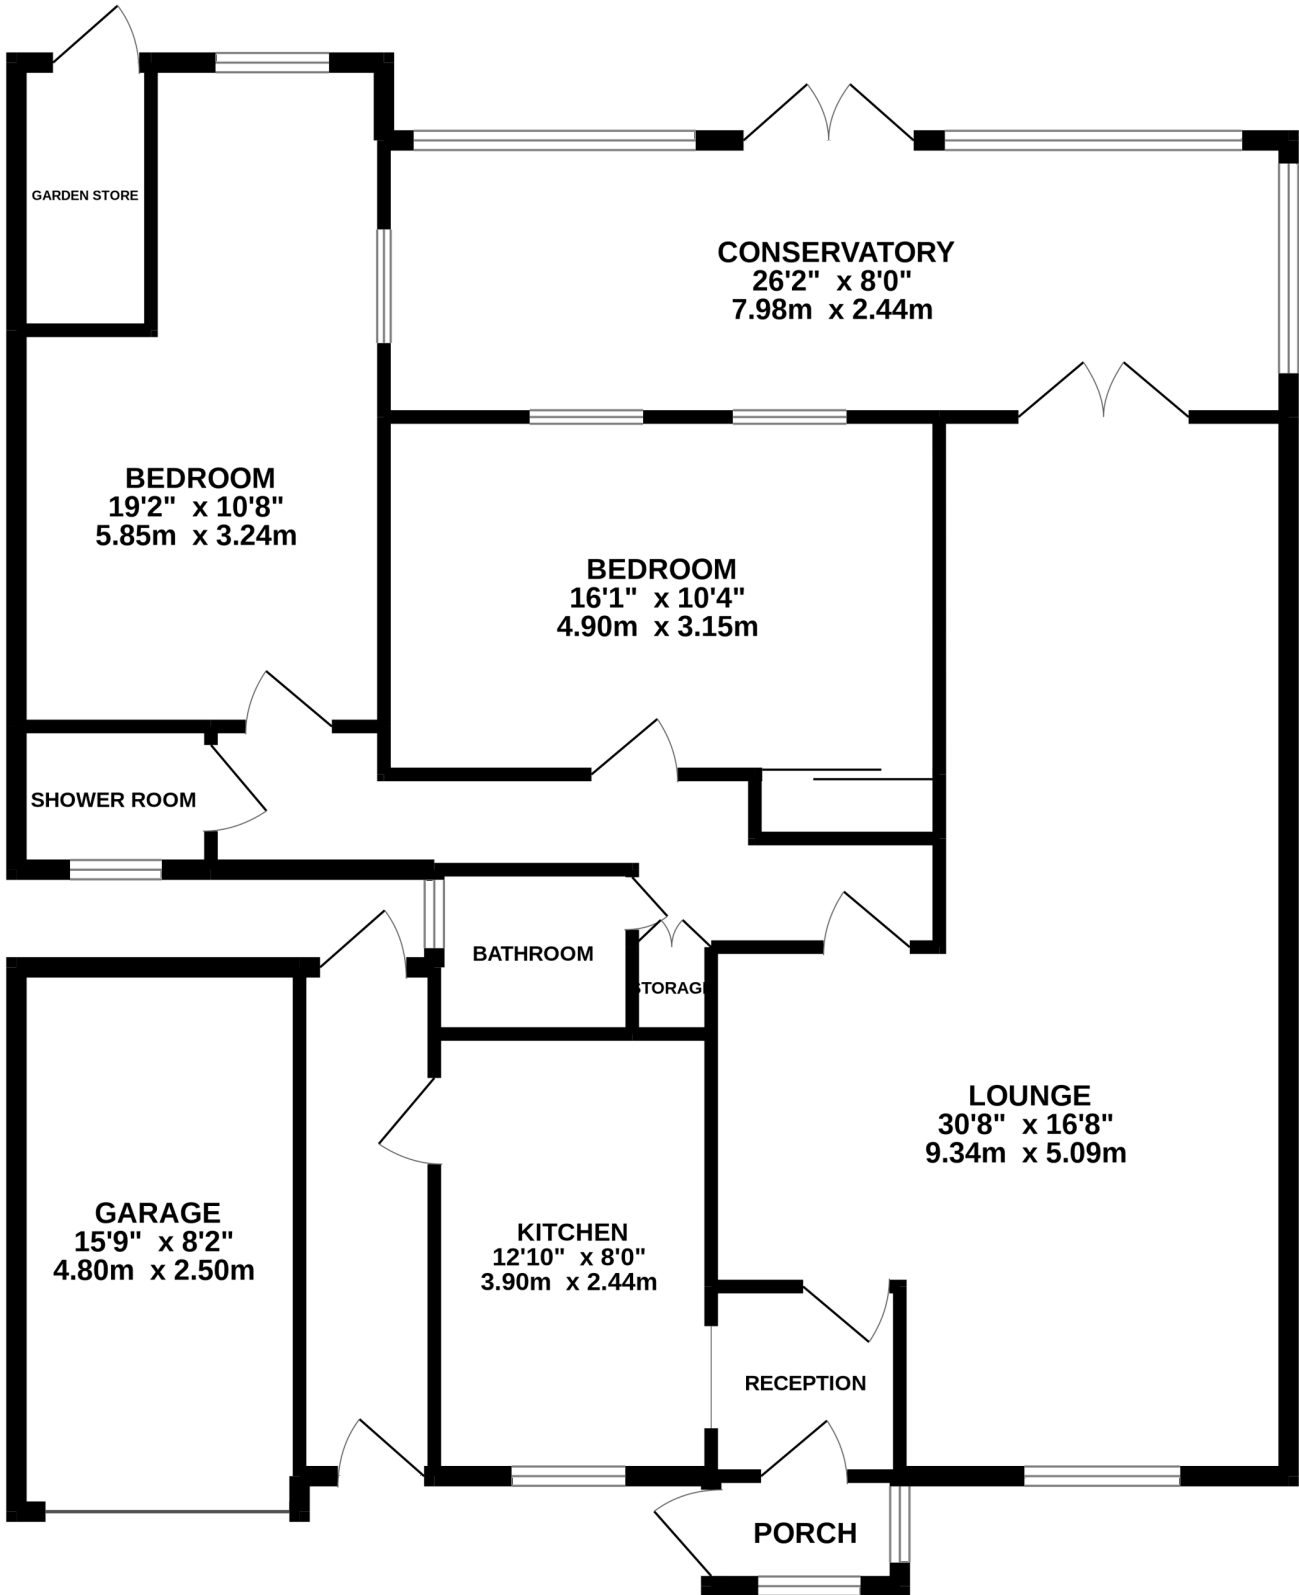 GARDEN STORE
CONSERVATORY
26'2" x 8'0"
7.98m x 2.44m
BEDROOM
19'2" x 10'8"
5.85m x 3.24m
BEDROOM
16'1" x 10'4"
4.90m x 3.15m
SHOWER ROOM
BATHROOM
STORAGE
LOUNGE
30'8" x 16'8"
9.34m x 5.09m
GARAGE
15'9" x 8'2"
4.80m x 2.50m
KITCHEN
12'10" x 8'0"
3.90m x 2.44m
RECEPTION
PORCH